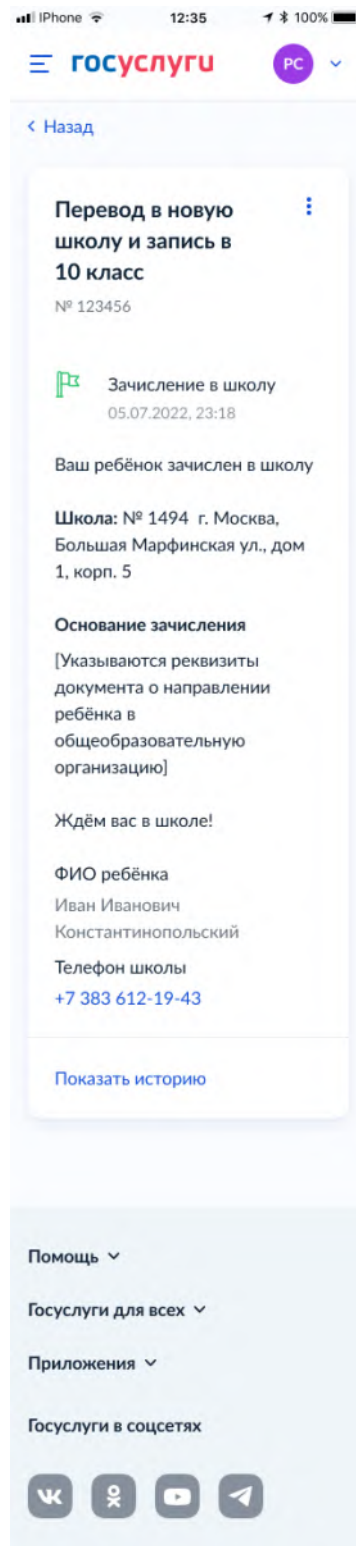 IPhone 12:35 100%
госуслуги РС
Назад
Перевод в новую
школу и запись в
10 класс
№ 123456
Зачисление в школу
05.07.2022, 23:18
Ваш ребёнок зачислен в школу
Школа: № 1494 г. Москва,
Большая Марфинская ул., дом
1, корп. 5
Основание зачисления
[Указываются реквизиты
документа о направлении
ребёнка в
общеобразовательную
организацию]
Ждём вас в школе!
ФИО ребёнка
Иван Иванович
Константинопольский
Телефон школы
+7 383 612-19-43
Показать историю
Помощь
Госуслуги для всех
Приложения
Госуслуги в соцсетях